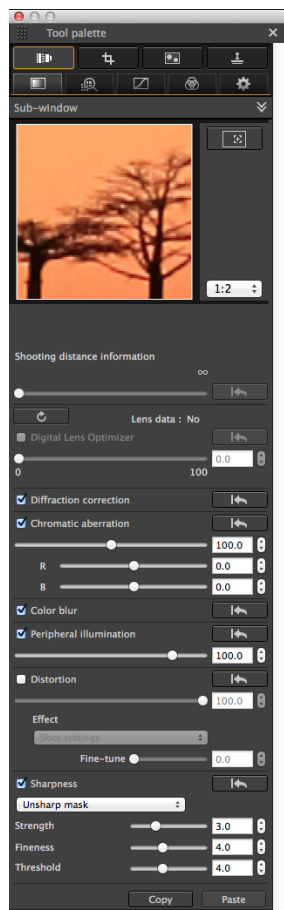 Tool palette
Sub-window
1:2
Shooting distance information
∞
Lens data : No
Digital Lens Optimizer
0.0
0 100
Diffraction correction
Chromatic aberration
100.0
R 0.0
B 0.0
Color blur
Peripheral illumination
100.0
Distortion
100.0
Effect
Shot settings
Fine-tune 0.0
Sharpness
Unsharp mask
Strength 3.0
Fineness 4.0
Threshold 4.0
Copy Paste